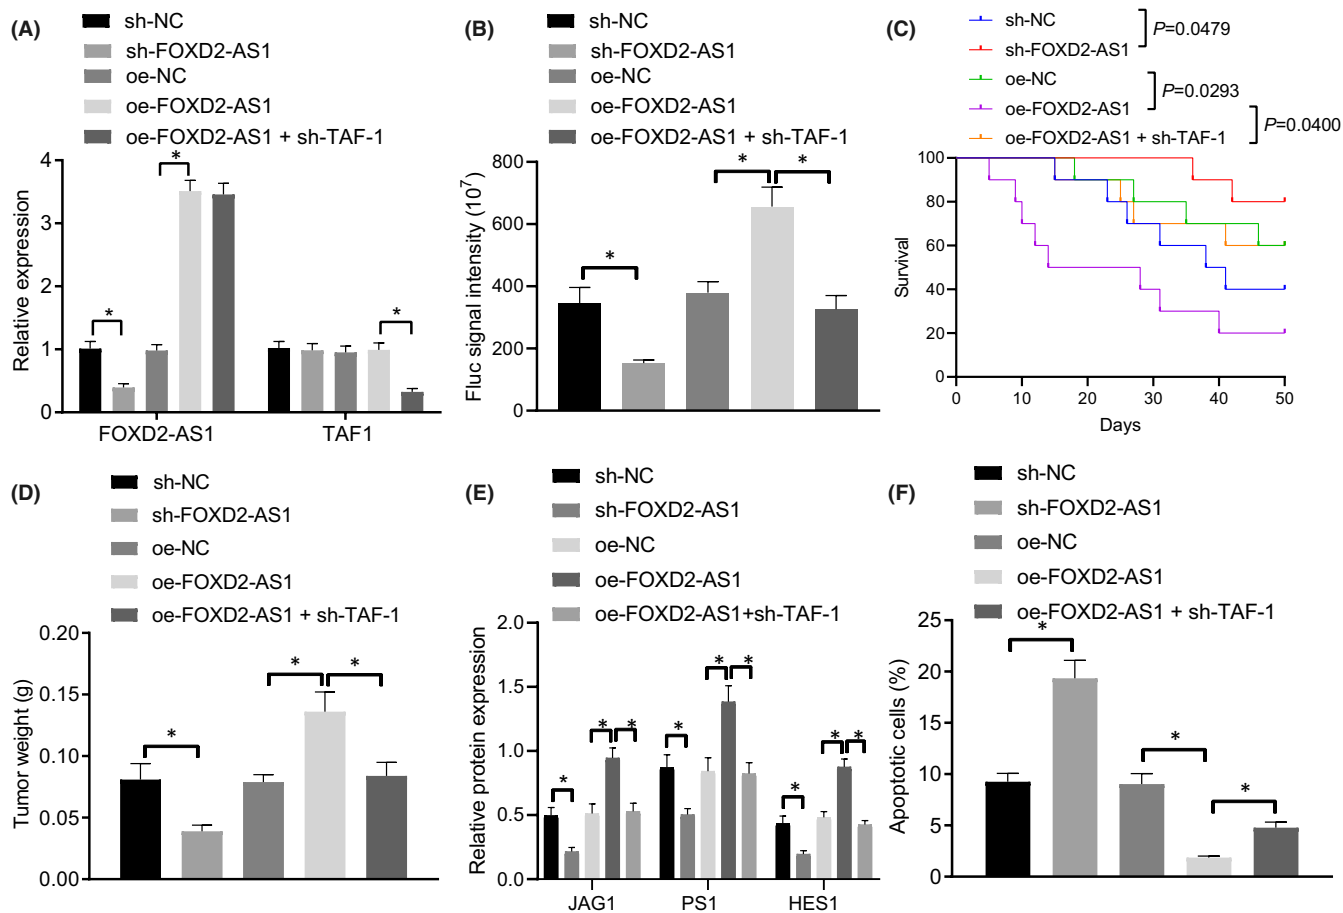 (A)
sh-NC
sh-FOXD2-AS1
oe-NC
oe-FOXD2-AS1
oe-FOXD2-AS1 + sh-TAF-1
Relative expression
4
3
2
1
0
*
*
*
FOXD2-AS1
TAF1
(B)
sh-NC
sh-FOXD2-AS1
oe-NC
oe-FOXD2-AS1
oe-FOXD2-AS1 + sh-TAF-1
Fluc signal intensity (10⁷)
800
600
400
200
0
*
*
*
(C)
sh-NC
sh-FOXD2-AS1
oe-NC
oe-FOXD2-AS1
oe-FOXD2-AS1 + sh-TAF-1
P=0.0479
P=0.0293
P=0.0400
Survival
100
80
60
40
20
0
0 10 20 30 40 50
Days
(D)
sh-NC
sh-FOXD2-AS1
oe-NC
oe-FOXD2-AS1
oe-FOXD2-AS1 + sh-TAF-1
Tumor weight (g)
0.20
0.15
0.10
0.05
0.00
*
*
*
(E)
sh-NC
sh-FOXD2-AS1
oe-NC
oe-FOXD2-AS1
oe-FOXD2-AS1+sh-TAF-1
Relative protein expression
2.0
1.5
1.0
0.5
0.0
*
*
*
*
*
*
*
*
*
JAG1
PS1
HES1
(F)
sh-NC
sh-FOXD2-AS1
oe-NC
oe-FOXD2-AS1
oe-FOXD2-AS1 + sh-TAF-1
Apoptotic cells (%)
25
20
15
10
5
0
*
*
*